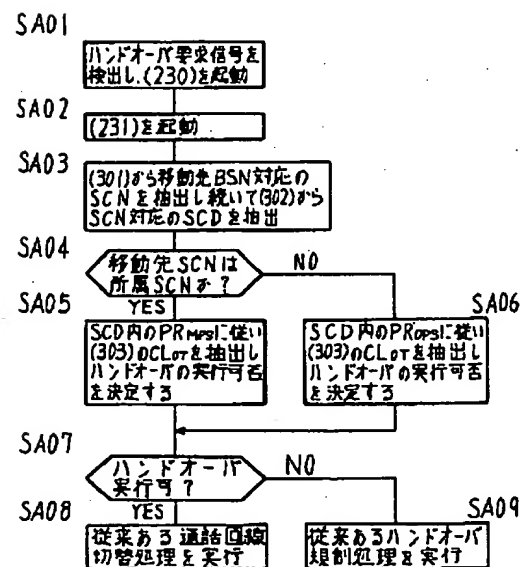 SA01
ハンドオーバ要求信号を
検出し、(230)を起動
SA02
(231)を起動
SA03
(301)から移動先BSN対応の
SCNを抽出し続いて(302)から
SCN対応のSCDを抽出
SA04
移動先SCNは
所属SCNか?
NO
YES
SA05
SCD内のPRMPSに従い
(303)のCLOTを抽出し
ハンドオーバの実行可否
を決定する
SA06
SCD内のPROPSに従い
(303)のCLOTを抽出し
ハンドオーバの実行可否
を決定する
SA07
ハンドオーバ
実行可?
NO
YES
SA08
従来ある通話回線
切替処理を実行
SA09
従来あるハンドオーバ
規制処理を実行